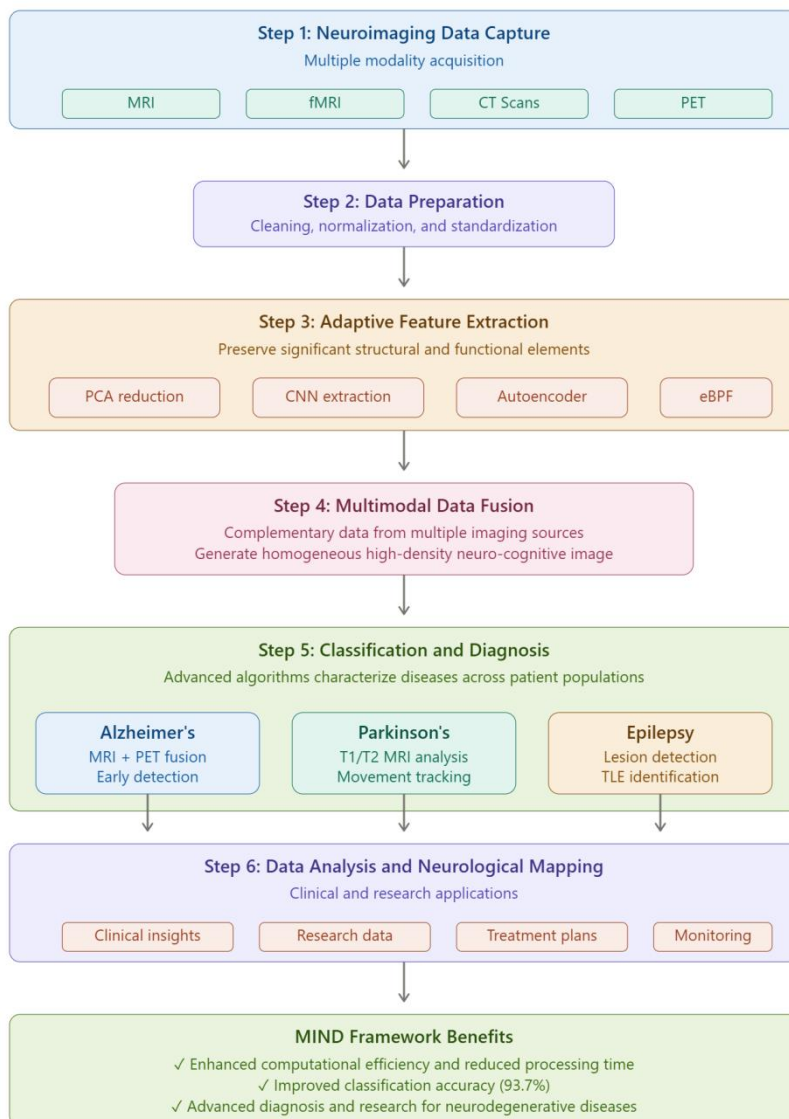 Step 1: Neuroimaging Data Capture
Multiple modality acquisition
MRI fMRI CT Scans PET
Step 2: Data Preparation
Cleaning, normalization, and standardization
Step 3: Adaptive Feature Extraction
Preserve significant structural and functional elements
PCA reduction CNN extraction Autoencoder eBPF
Step 4: Multimodal Data Fusion
Complementary data from multiple imaging sources
Generate homogeneous high-density neuro-cognitive image
Step 5: Classification and Diagnosis
Advanced algorithms characterize diseases across patient populations
Alzheimer's
MRI + PET fusion
Early detection
Parkinson's
T1/T2 MRI analysis
Movement tracking
Epilepsy
Lesion detection
TLE identification
Step 6: Data Analysis and Neurological Mapping
Clinical and research applications
Clinical insights Research data Treatment plans Monitoring
MIND Framework Benefits
✓ Enhanced computational efficiency and reduced processing time
✓ Improved classification accuracy (93.7%)
✓ Advanced diagnosis and research for neurodegenerative diseases